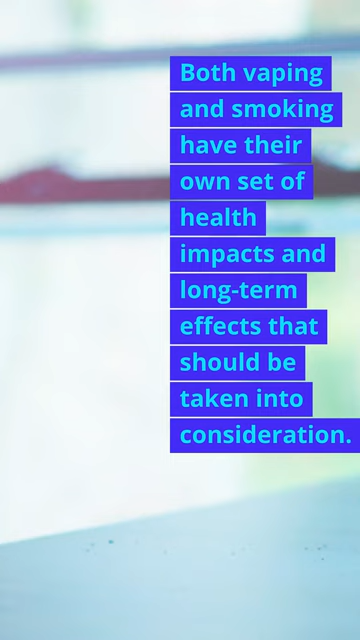 Both vaping
and smoking
have their
own set of
health
impacts and
long-term
effects that
should be
taken into
consideration.